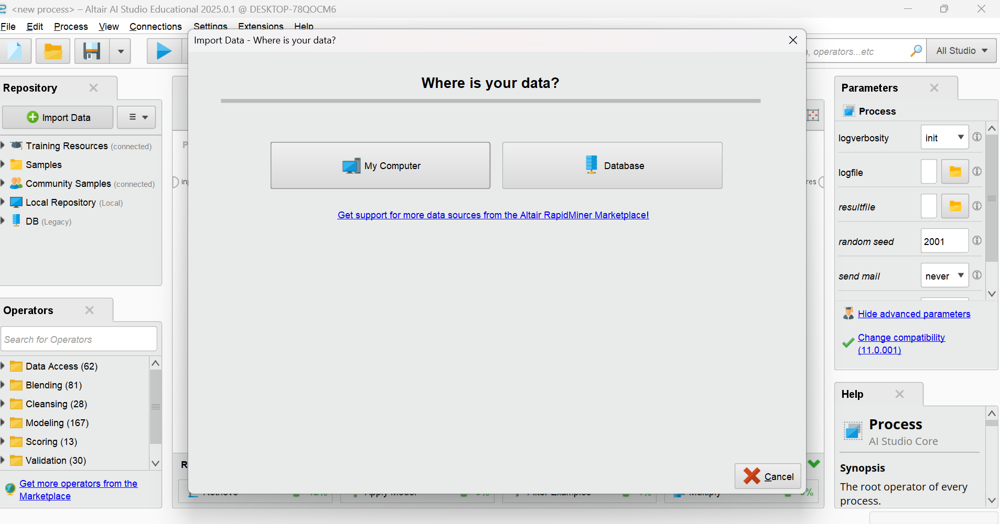 <new process> – Altair AI Studio Educational 2025.0.1 @ DESKTOP-78QOCM6
File Edit Process View Connections Settings Extensions Help
Import Data - Where is your data?
operators...etc
All Studio
Repository
Import Data
Training Resources (connected)
Samples
Community Samples (connected)
Local Repository (Local)
DB (Legacy)
Operators
Search for Operators
Data Access (62)
Blending (81)
Cleansing (28)
Modeling (167)
Scoring (13)
Validation (30)
Get more operators from the
Marketplace
Where is your data?
My Computer
Database
Get support for more data sources from the Altair RapidMiner Marketplace!
Cancel
res
Parameters
Process
logverbosity
init
logfile
resultfile
random seed
2001
send mail
never
Hide advanced parameters
Change compatibility
(11.0.001)
Help
Process
AI Studio Core
Synopsis
The root operator of every
process.